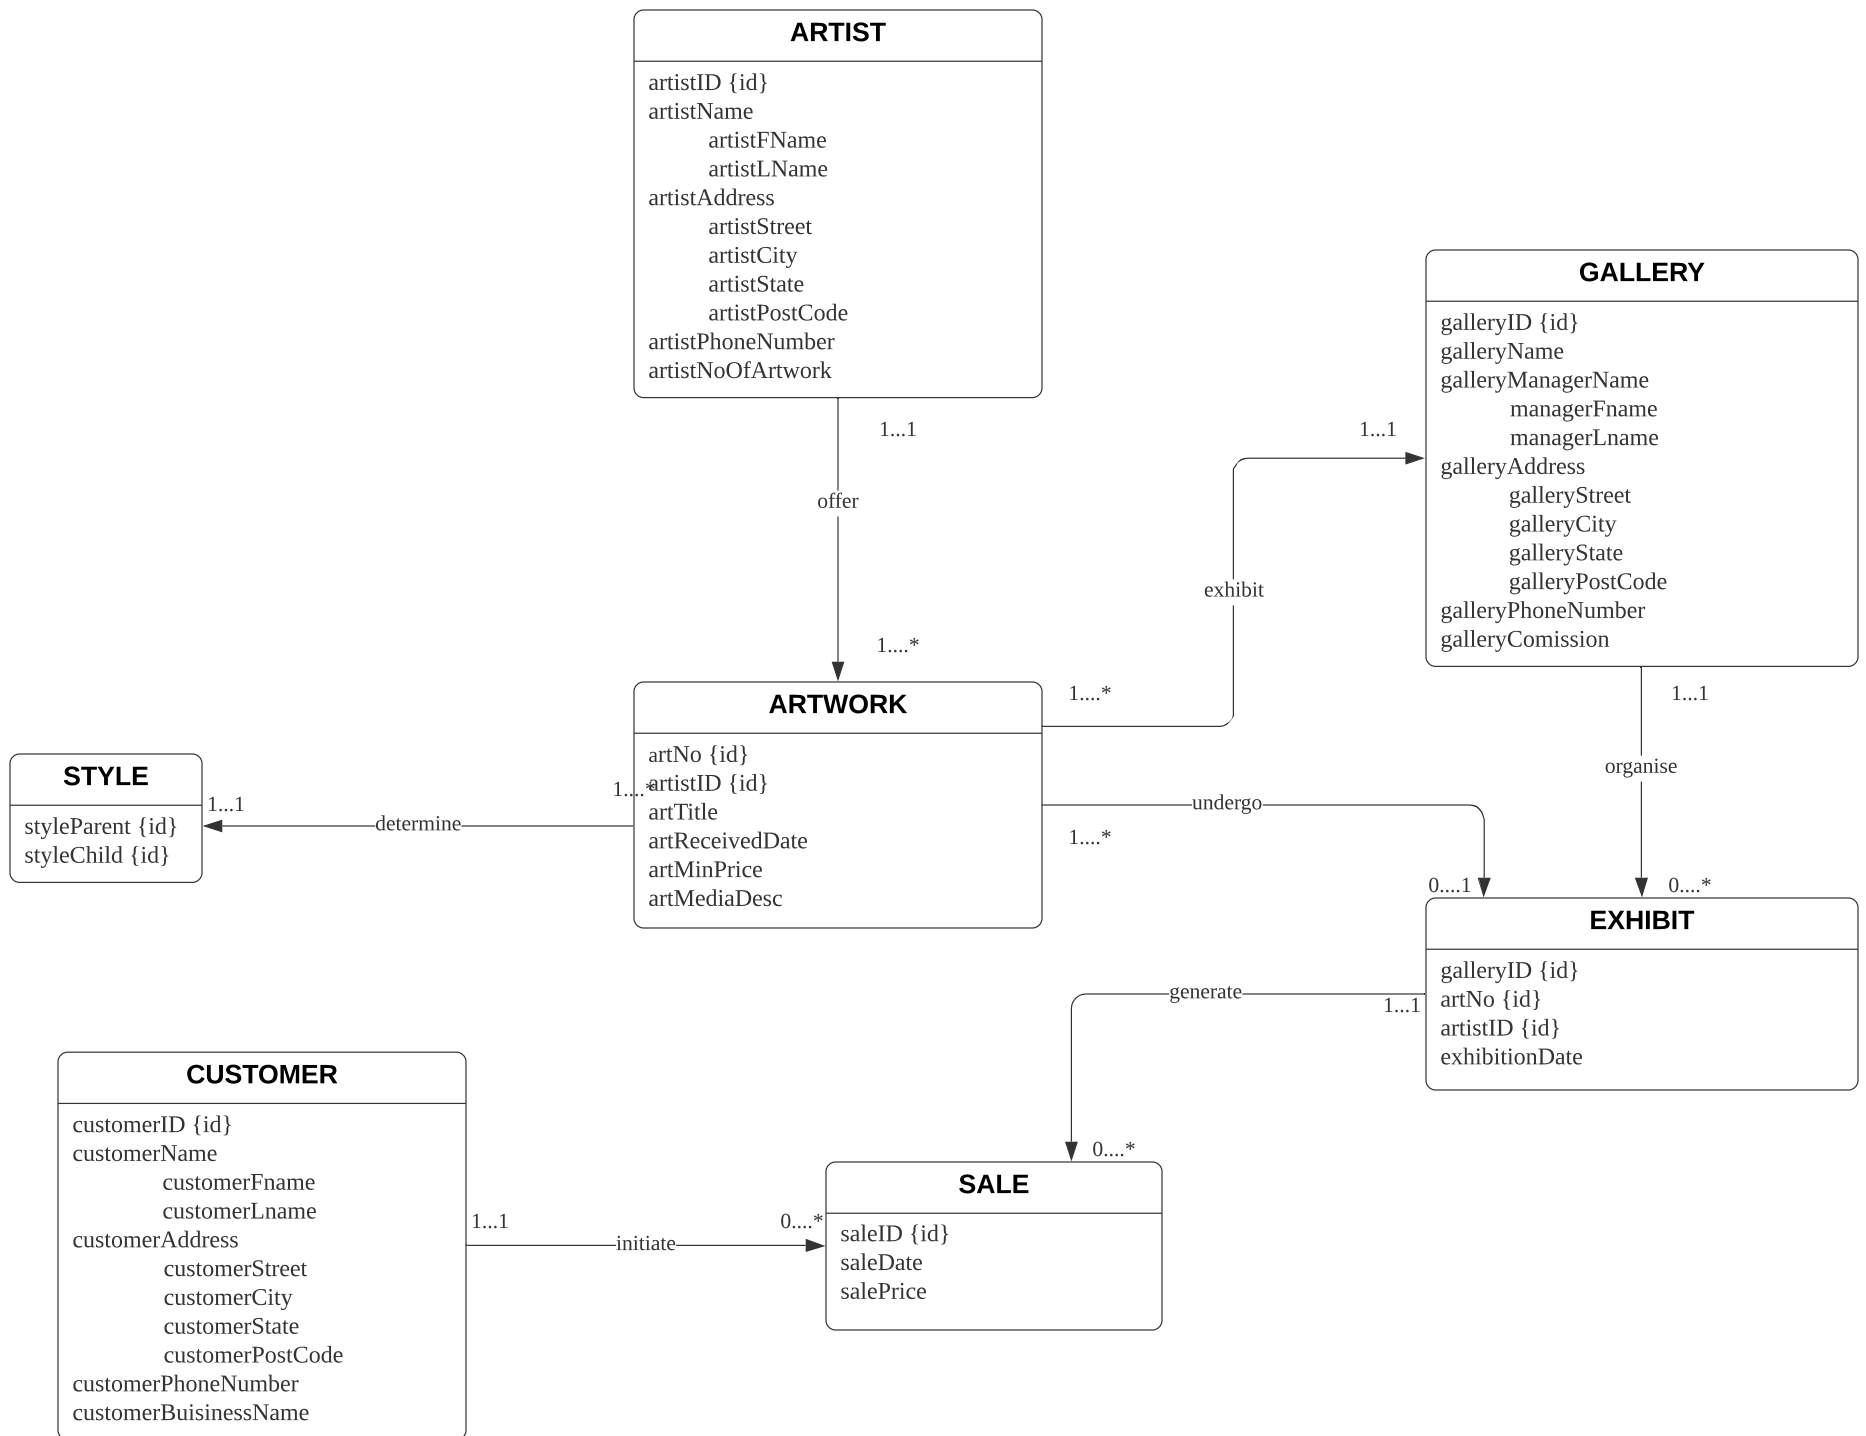 ARTIST
artistID {id}
artistName
artistFName
artistLName
artistAddress
artistStreet
artistCity
artistState
artistPostCode
artistPhoneNumber
artistNoOfArtwork
1...1
offer
1....*
GALLERY
galleryID {id}
galleryName
galleryManagerName
managerFname
managerLname
galleryAddress
galleryStreet
galleryCity
galleryState
galleryPostCode
galleryPhoneNumber
galleryComission
1...1
exhibit
1....*
1...1
organise
0....*
ARTWORK
artNo {id}
artistID {id}
artTitle
artReceivedDate
artMinPrice
artMediaDesc
STYLE
styleParent {id}
styleChild {id}
1...1
determine
1....*
undergo
1....*
0....1
EXHIBIT
galleryID {id}
artNo {id}
artistID {id}
exhibitionDate
generate
1...1
0....*
CUSTOMER
customerID {id}
customerName
customerFname
customerLname
customerAddress
customerStreet
customerCity
customerState
customerPostCode
customerPhoneNumber
customerBuisinessName
1...1
initiate
0....*
SALE
saleID {id}
saleDate
salePrice